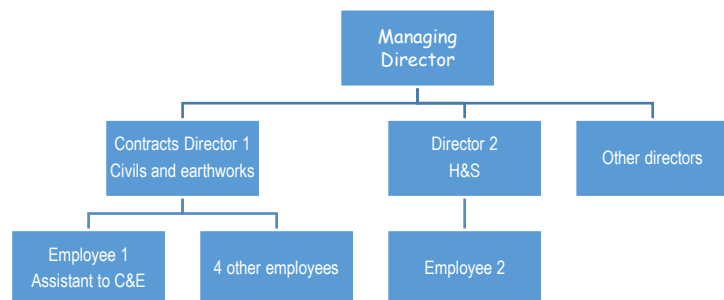 Managing
Director
Contracts Director 1
Civils and earthworks
Director 2
H&S
Other directors
Employee 1
Assistant to C&E
4 other employees
Employee 2